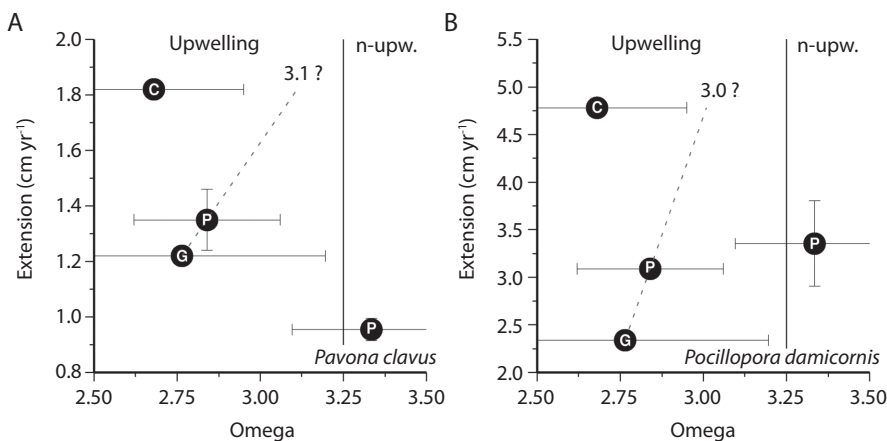 A
Upwelling
n-upw.
2.0
1.8
1.6
1.4
1.2
1.0
0.8
Extension (cm yr⁻¹)
3.1 ?
C
P
G
P
Pavona clavus
2.50
2.75
3.00
3.25
3.50
Omega
B
Upwelling
n-upw.
5.5
5.0
4.5
4.0
3.5
3.0
2.5
2.0
Extension (cm yr⁻¹)
3.0 ?
C
P
P
G
Pocillopora damicornis
2.50
2.75
3.00
3.25
3.50
Omega